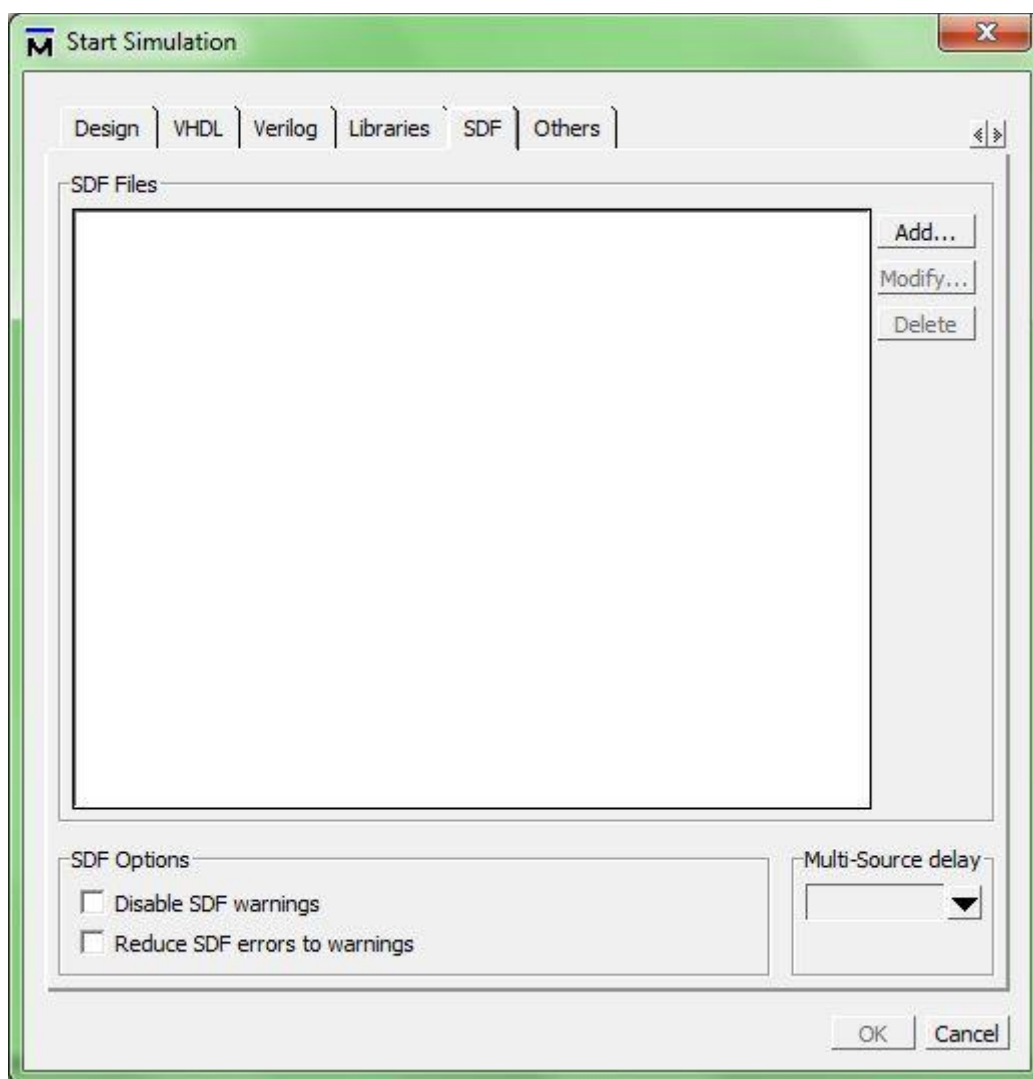 Start Simulation
Design VHDL Verilog Libraries SDF Others
SDF Files
Add...
Modify...
Delete
SDF Options
Disable SDF warnings
Reduce SDF errors to warnings
Multi-Source delay
OK Cancel